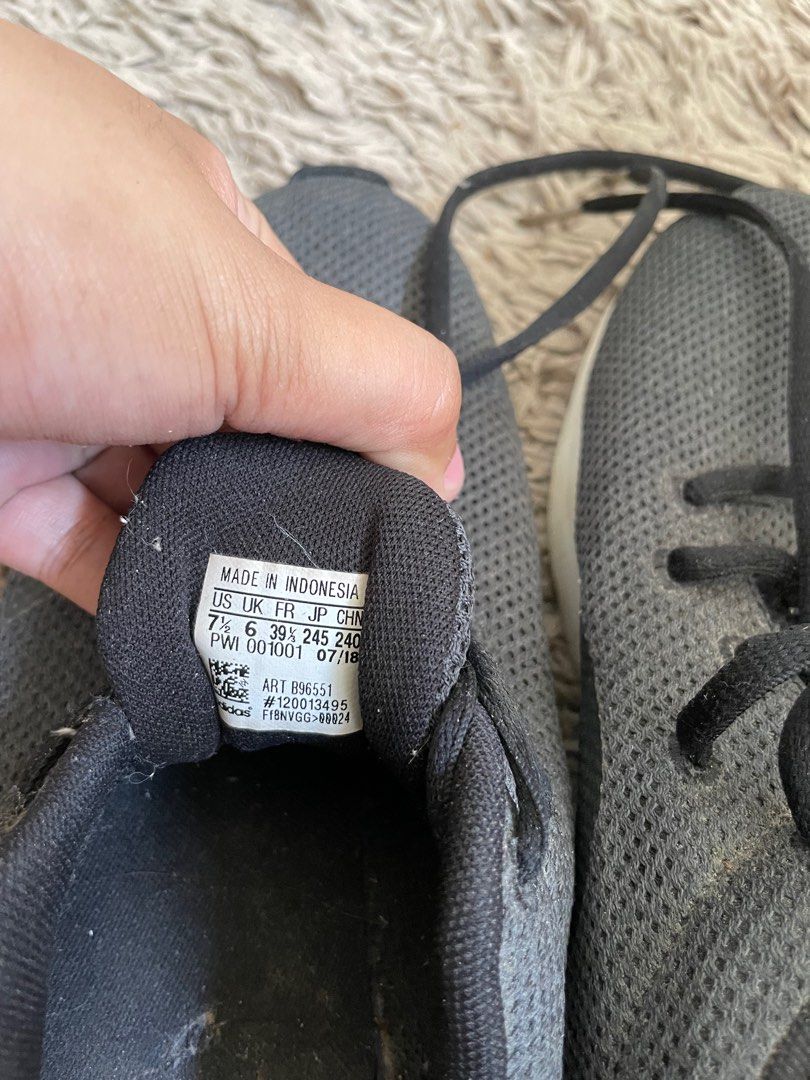 MADE IN INDONESIA
US UK FR JP CHN
7½ 6 39⅓ 245 240
PWI 001001 07/18
ART B96551
adidas #120013495
F18NVGG>00024